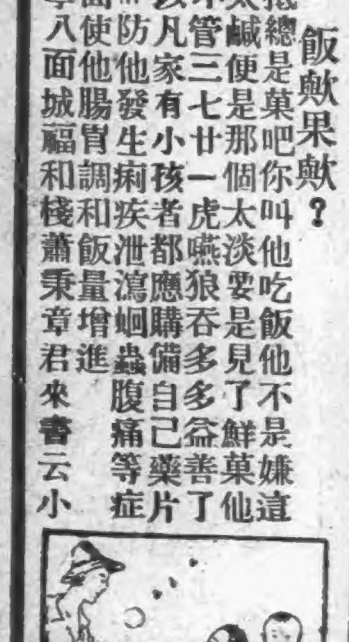 飯歟果歟?
總是菓吧你叫他吃飯他不是嫌這
太鹹便是那個太淡要是見了鮮菓他
管三七廿一虎嚥狼吞多多益善了
凡家有小孩者都應購備自己藥片
防他發生痢疾泄瀉蛔蟲腹痛等症
使他腸胃調和飯量增進
八面城福和棧蕭秉章君來書云小